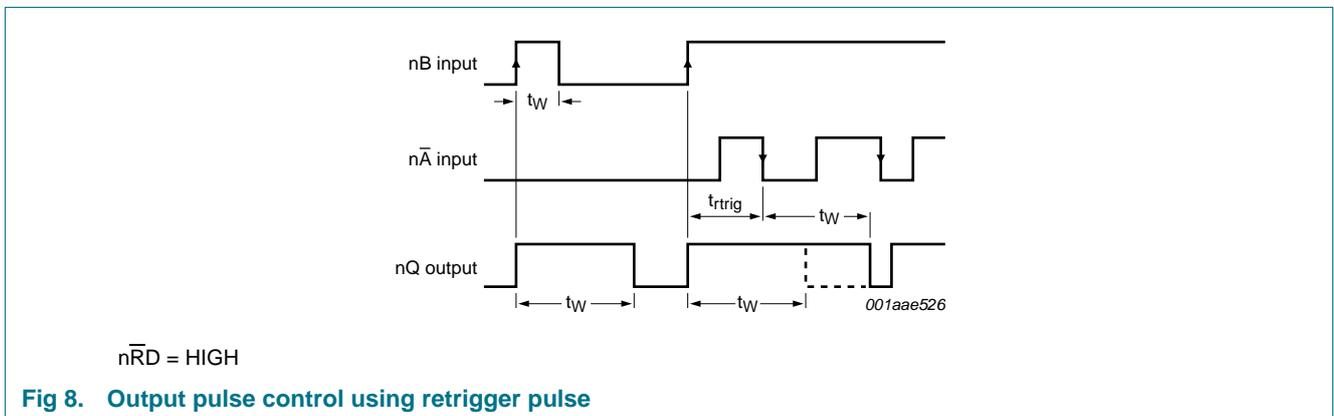 nB input
tW
nA̅ input
trtrig
tW
nQ output
tW
tW
001aae526
nR̅D = HIGH
Fig 8. Output pulse control using retrigger pulse